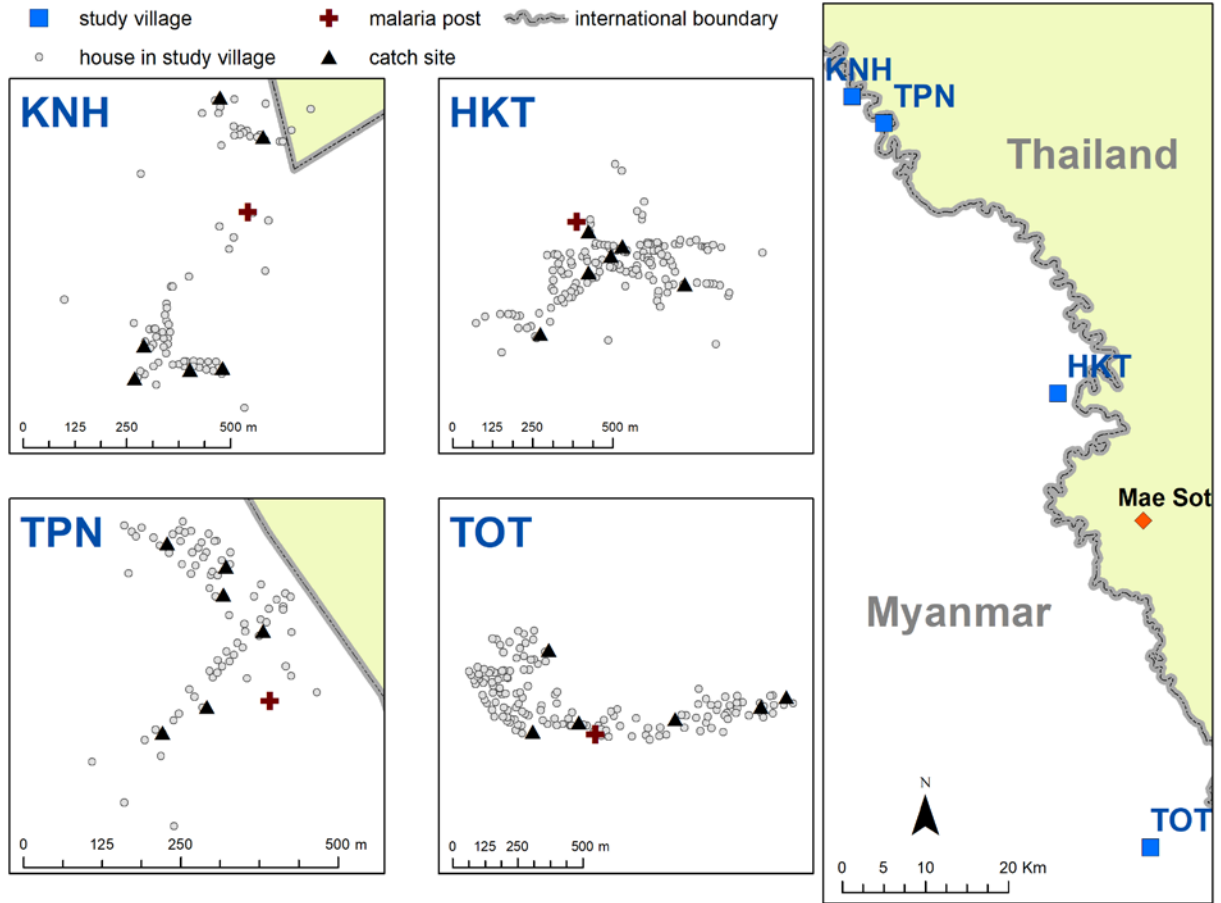 study village
malaria post
international boundary
house in study village
catch site
KNH
0 125 250 500 m
HKT
0 125 250 500 m
TPN
0 125 250 500 m
TOT
0 125 250 500 m
KNH
TPN
Thailand
HKT
Mae Sot
Myanmar
N
TOT
0 5 10 20 Km